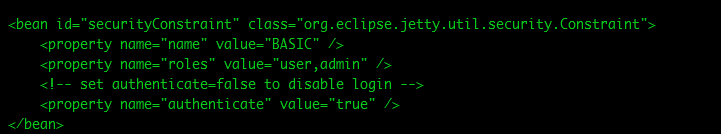 <bean id="securityConstraint" class="org.eclipse.jetty.util.security.Constraint">
    <property name="name" value="BASIC" />
    <property name="roles" value="user,admin" />
    <!-- set authenticate=false to disable login -->
    <property name="authenticate" value="true" />
</bean>